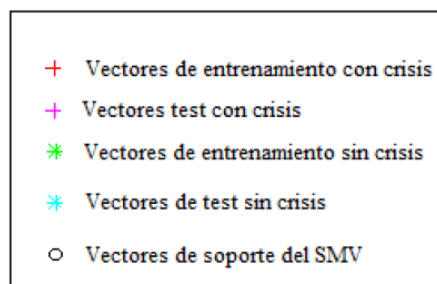 Vectores de entrenamiento con crisis
Vectores test con crisis
Vectores de entrenamiento sin crisis
Vectores de test sin crisis
Vectores de soporte del SMV